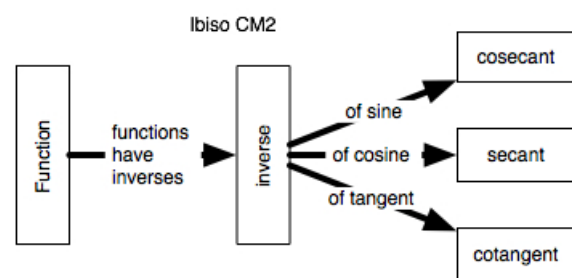 Ibiso CM2
Function
functions
have
inverses
inverse
of sine
of cosine
of tangent
cosecant
secant
cotangent